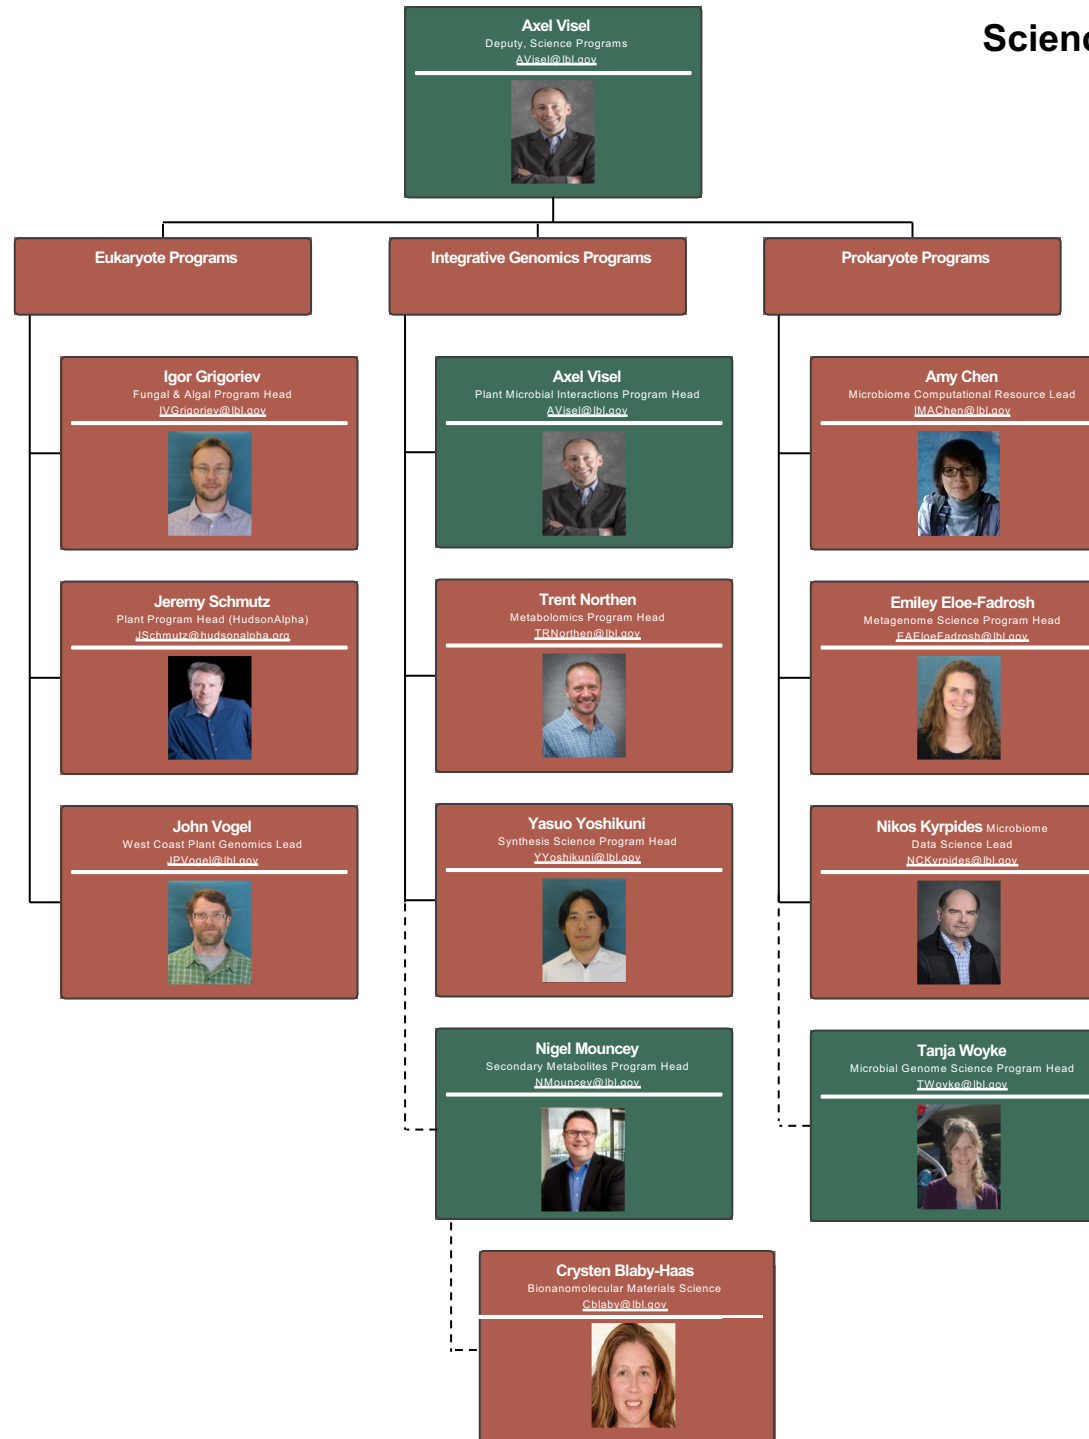 Axel Visel
Deputy, Science Programs
AVisel@lbl.gov
Scienc
Eukaryote Programs
Integrative Genomics Programs
Prokaryote Programs
Igor Grigoriev
Fungal & Algal Program Head
IVGrigoriev@lbl.gov
Axel Visel
Plant Microbial Interactions Program Head
AVisel@lbl.gov
Amy Chen
Microbiome Computational Resource Lead
IMAChen@lbl.gov
Jeremy Schmutz
Plant Program Head (HudsonAlpha)
JSchmutz@hudsonalpha.org
Trent Northen
Metabolomics Program Head
TRNorthen@lbl.gov
Emiley Eloe-Fadrosh
Metagenome Science Program Head
EAEloeFadrosh@lbl.gov
John Vogel
West Coast Plant Genomics Lead
JPVogel@lbl.gov
Yasuo Yoshikuni
Synthesis Science Program Head
YYoshikuni@lbl.gov
Nikos Kyrpides Microbiome
Data Science Lead
NCKyrpides@lbl.gov
Nigel Mouncey
Secondary Metabolites Program Head
NMouncey@lbl.gov
Tanja Woyke
Microbial Genome Science Program Head
TWoyke@lbl.gov
Crysten Blaby-Haas
Bionanomolecular Materials Science
Cblaby@lbl.gov